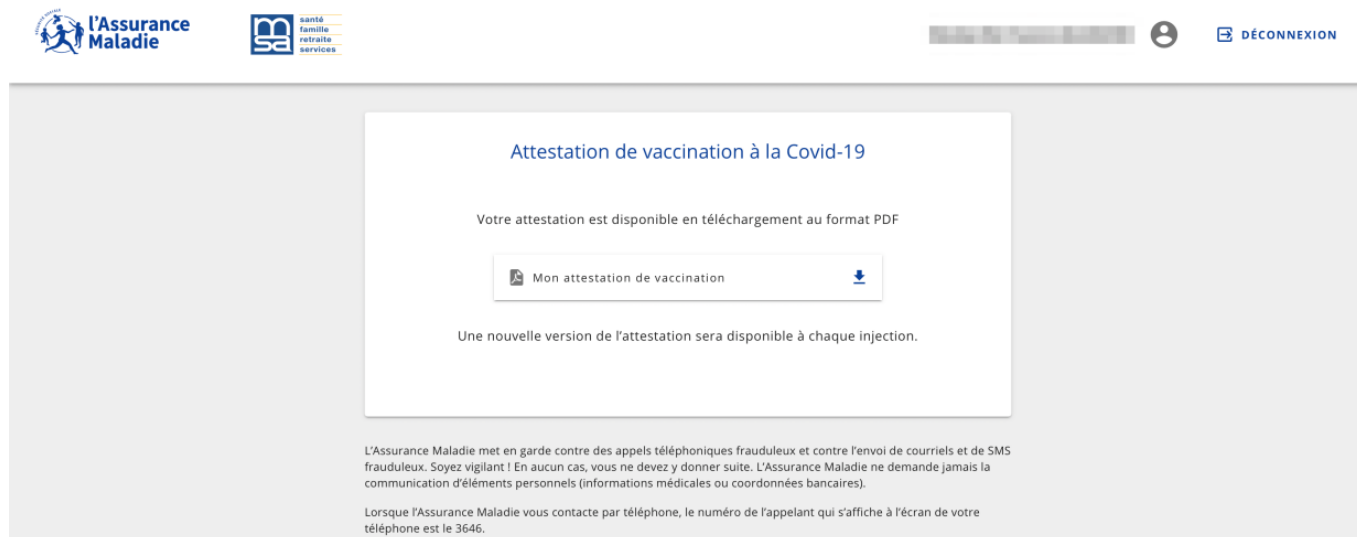 l'Assurance
Maladie
msa
santé
famille
retraite
services
DÉCONNEXION
Attestation de vaccination à la Covid-19
Votre attestation est disponible en téléchargement au format PDF
Mon attestation de vaccination
Une nouvelle version de l'attestation sera disponible à chaque injection.
L'Assurance Maladie met en garde contre des appels téléphoniques frauduleux et contre l'envoi de courriels et de SMS
frauduleux. Soyez vigilant ! En aucun cas, vous ne devez y donner suite. L'Assurance Maladie ne demande jamais la
communication d'éléments personnels (informations médicales ou coordonnées bancaires).
Lorsque l'Assurance Maladie vous contacte par téléphone, le numéro de l'appelant qui s'affiche à l'écran de votre
téléphone est le 3646.